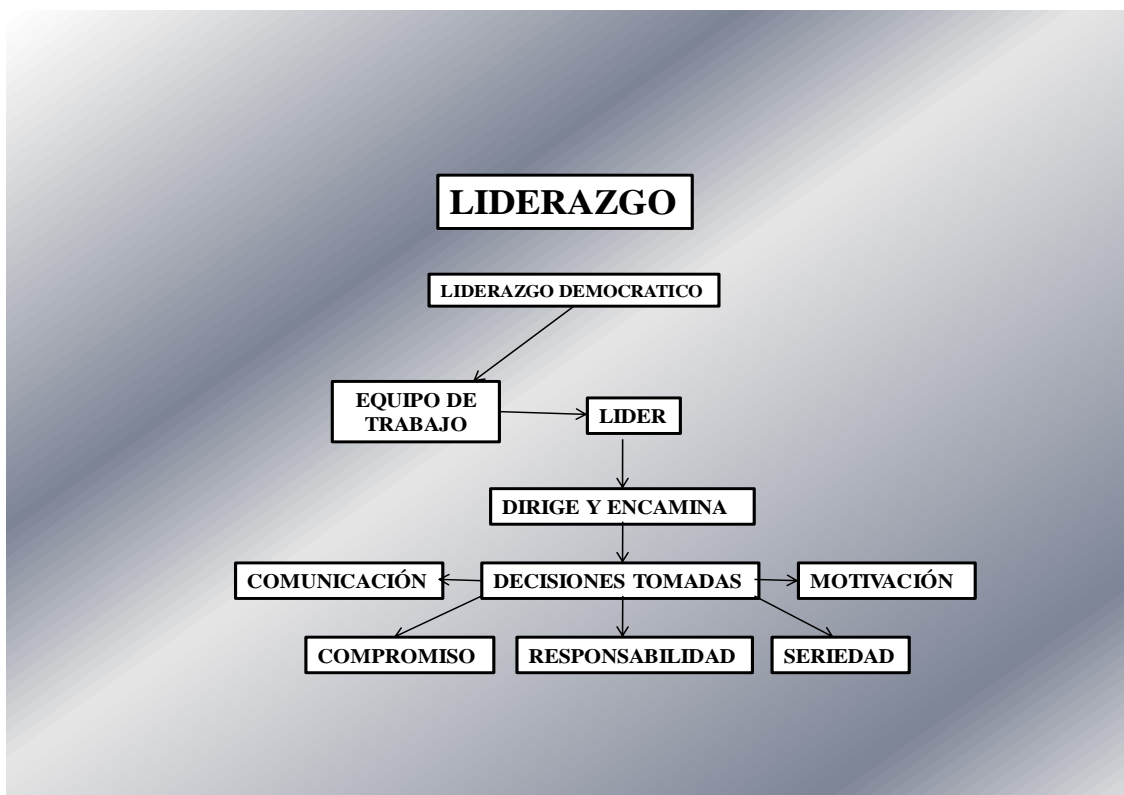 LIDERAZGO
LIDERAZGO DEMOCRATICO
EQUIPO DE
TRABAJO
LIDER
DIRIGE Y ENCAMINA
COMUNICACIÓN
DECISIONES TOMADAS
MOTIVACIÓN
COMPROMISO
RESPONSABILIDAD
SERIEDAD